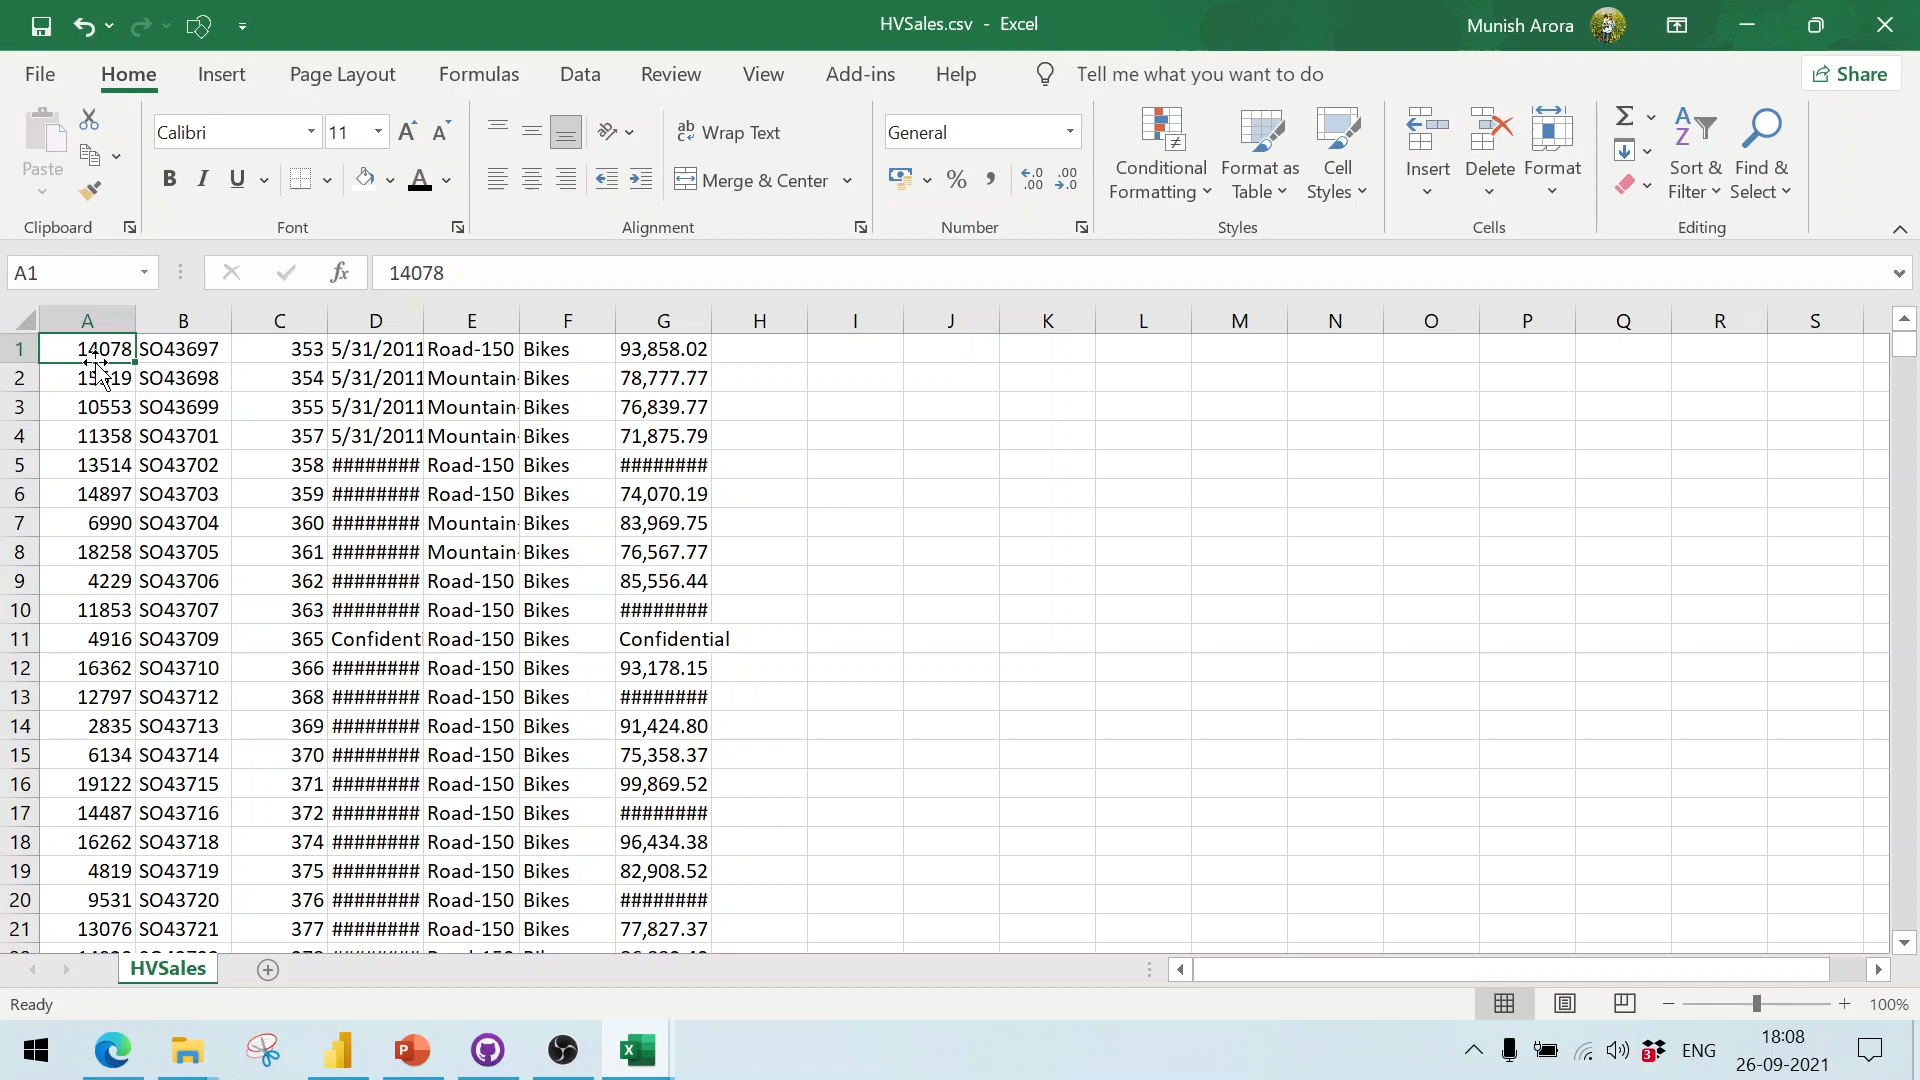 HVSales.csv - Excel
Munish Arora
File Home Insert Page Layout Formulas Data Review View Add-ins Help Tell me what you want to do Share
Paste
Clipboard
Calibri 11
B I U
Font
ab Wrap Text
Merge & Center
Alignment
General
% , .00 .00
Number
Conditional Formatting
Format as Table
Cell Styles
Styles
Insert Delete Format
Cells
Sort & Filter
Find & Select
Editing
A1 fx 14078
A B C D E F G H I J K L M N O P Q R S
1 14078 SO43697 353 5/31/2011 Road-150 Bikes 93,858.02
2 SO43698 354 5/31/2011 Mountain- Bikes 78,777.77
3 10553 SO43699 355 5/31/2011 Mountain- Bikes 76,839.77
4 11358 SO43701 357 5/31/2011 Mountain- Bikes 71,875.79
5 13514 SO43702 358 ######## Road-150 Bikes ########
6 14897 SO43703 359 ######## Road-150 Bikes 74,070.19
7 6990 SO43704 360 ######## Mountain- Bikes 83,969.75
8 18258 SO43705 361 ######## Mountain- Bikes 76,567.77
9 4229 SO43706 362 ######## Road-150 Bikes 85,556.44
10 11853 SO43707 363 ######## Road-150 Bikes ########
11 4916 SO43709 365 Confident Road-150 Bikes Confidential
12 16362 SO43710 366 ######## Road-150 Bikes 93,178.15
13 12797 SO43712 368 ######## Road-150 Bikes ########
14 2835 SO43713 369 ######## Road-150 Bikes 91,424.80
15 6134 SO43714 370 ######## Road-150 Bikes 75,358.37
16 19122 SO43715 371 ######## Road-150 Bikes 99,869.52
17 14487 SO43716 372 ######## Road-150 Bikes ########
18 16262 SO43718 374 ######## Road-150 Bikes 96,434.38
19 4819 SO43719 375 ######## Road-150 Bikes 82,908.52
20 9531 SO43720 376 ######## Road-150 Bikes ########
21 13076 SO43721 377 ######## Road-150 Bikes 77,827.37
HVSales
Ready
100%
3 ENG
18:08
26-09-2021